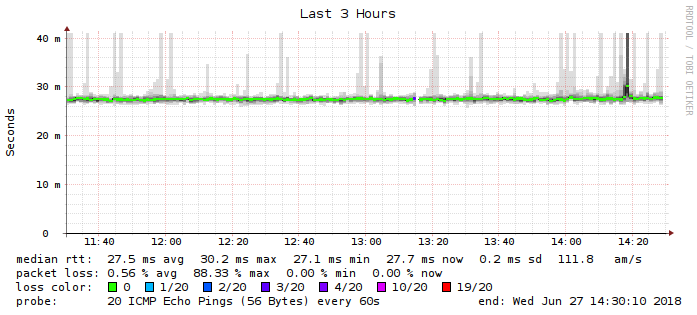 Last 3 Hours
RRDTOOL / TOBI OETIKER
Seconds
40 m
30 m
20 m
10 m
0
11:40 12:00 12:20 12:40 13:00 13:20 13:40 14:00 14:20
median rtt: 27.5 ms avg 30.2 ms max 27.1 ms min 27.7 ms now 0.2 ms sd 111.8 am/s
packet loss: 0.56 % avg 88.33 % max 0.00 % min 0.00 % now
loss color: 0 1/20 2/20 3/20 4/20 10/20 19/20
probe: 20 ICMP Echo Pings (56 Bytes) every 60s end: Wed Jun 27 14:30:10 2018